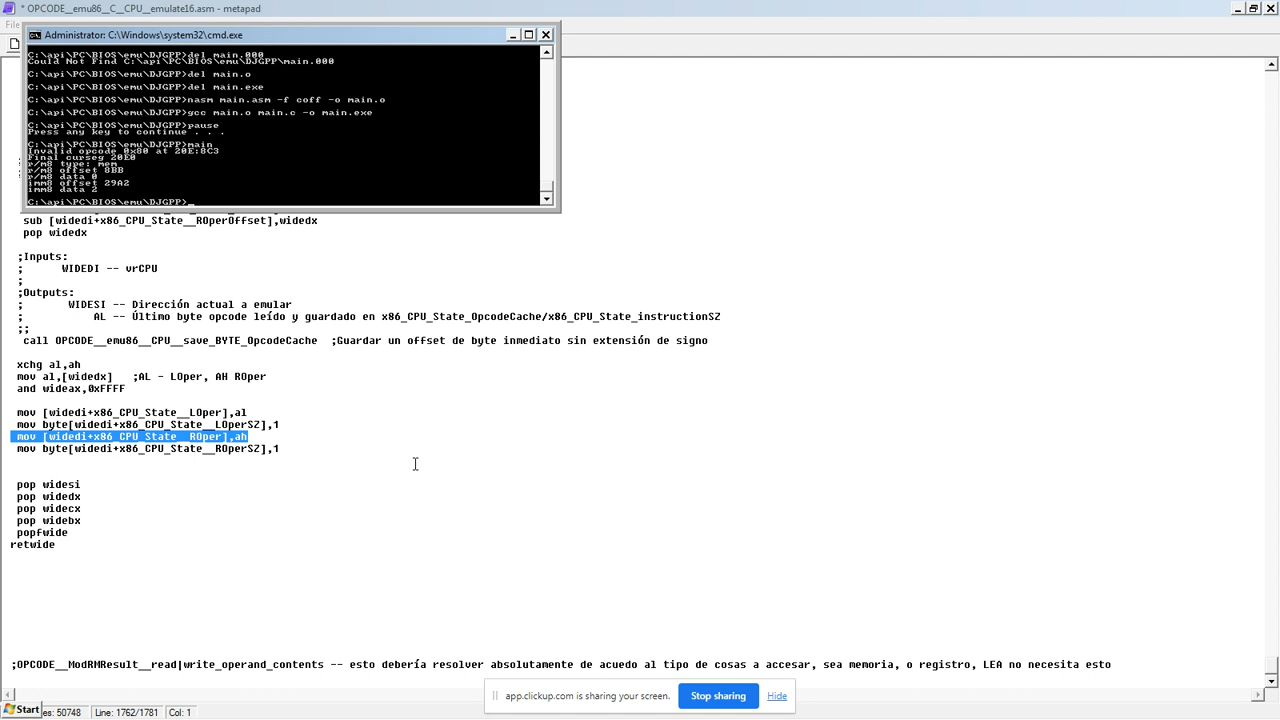 * OPCODE__emu86__C__CPU__emulate16.asm - metapad
File
Administrator: C:\Windows\system32\cmd.exe
C:\api\PC\BIOS\emu\DJGPP>del main.000
Could Not Find C:\api\PC\BIOS\emu\DJGPP\main.000
C:\api\PC\BIOS\emu\DJGPP>del main.o
C:\api\PC\BIOS\emu\DJGPP>del main.exe
C:\api\PC\BIOS\emu\DJGPP>nasm main.asm -f coff -o main.o
C:\api\PC\BIOS\emu\DJGPP>gcc main.o main.c -o main.exe
C:\api\PC\BIOS\emu\DJGPP>pause
Press any key to continue . . .
C:\api\PC\BIOS\emu\DJGPP>main
Invalid opcode 0x80 at 20E:8C3
Final curseg 20E0
r/m8 type: mem
r/m8 offset 8BB
r/m8 data 0
imm8 offset 29A2
imm8 data 2
C:\api\PC\BIOS\emu\DJGPP>_
sub [widedi+x86_CPU_State__ROperOffset],widedx
pop widedx
;Inputs:
; WIDEDI -- vrCPU
;
;Outputs:
; WIDESI -- Dirección actual a emular
; AL -- Último byte opcode leído y guardado en x86_CPU_State_OpcodeCache/x86_CPU_State_instructionSZ
;;
call OPCODE__emu86__CPU__save_BYTE_OpcodeCache ;Guardar un offset de byte inmediato sin extensión de signo
xchg al,ah
mov al,[widedx] ;AL - LOper, AH ROper
and wideax,0xFFFF
mov [widedi+x86_CPU_State__LOper],al
mov byte[widedi+x86_CPU_State__LOperSZ],1
mov [widedi+x86_CPU_State__ROper],ah
mov byte[widedi+x86_CPU_State__ROperSZ],1
pop widesi
pop widedx
pop widecx
pop widebx
popfwide
retwide
;OPCODE__ModRMResult__read|write_operand_contents -- esto debería resolver absolutamente de acuedo al tipo de cosas a accesar, sea memoria, o registro, LEA no necesita esto
app.clickup.com is sharing your screen. Stop sharing Hide
Start es: 50748 Line: 1762/1781 Col: 1